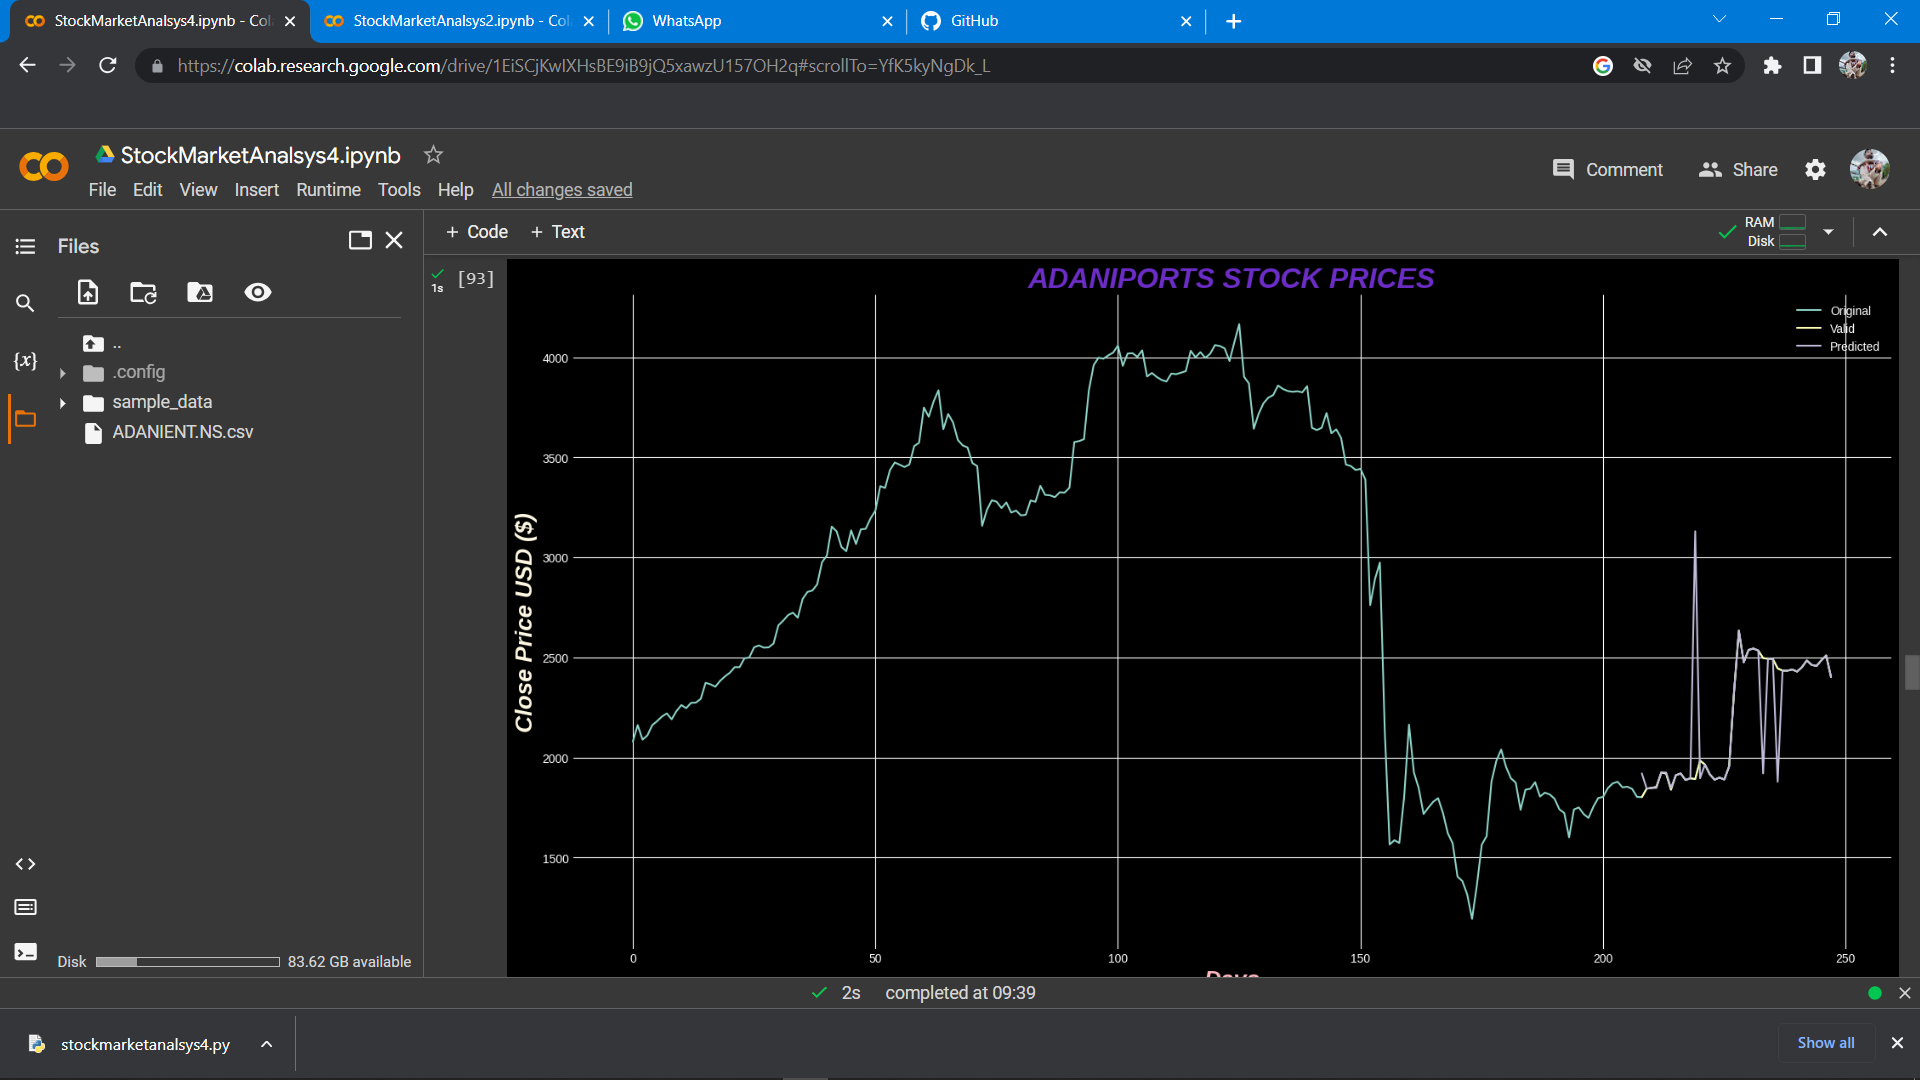 StockMarketAnalsys4.ipynb - Col
StockMarketAnalsys2.ipynb - Col
WhatsApp
GitHub
https://colab.research.google.com/drive/1EiSCjKwIXHsBE9iB9jQ5xawzU157OH2q#scrollTo=YfK5kyNgDk_L
StockMarketAnalsys4.ipynb
File Edit View Insert Runtime Tools Help All changes saved
Comment
Share
Files
+ Code + Text
RAM
Disk
..
.config
sample_data
ADANIENT.NS.csv
{x}
Disk 83.62 GB available
1s
[93]
ADANIPORTS STOCK PRICES
Original
Valid
Predicted
Close Price USD ($)
4000
3500
3000
2500
2000
1500
0 50 100 150 200 250
Days
2s completed at 09:39
stockmarketanalsys4.py
Show all